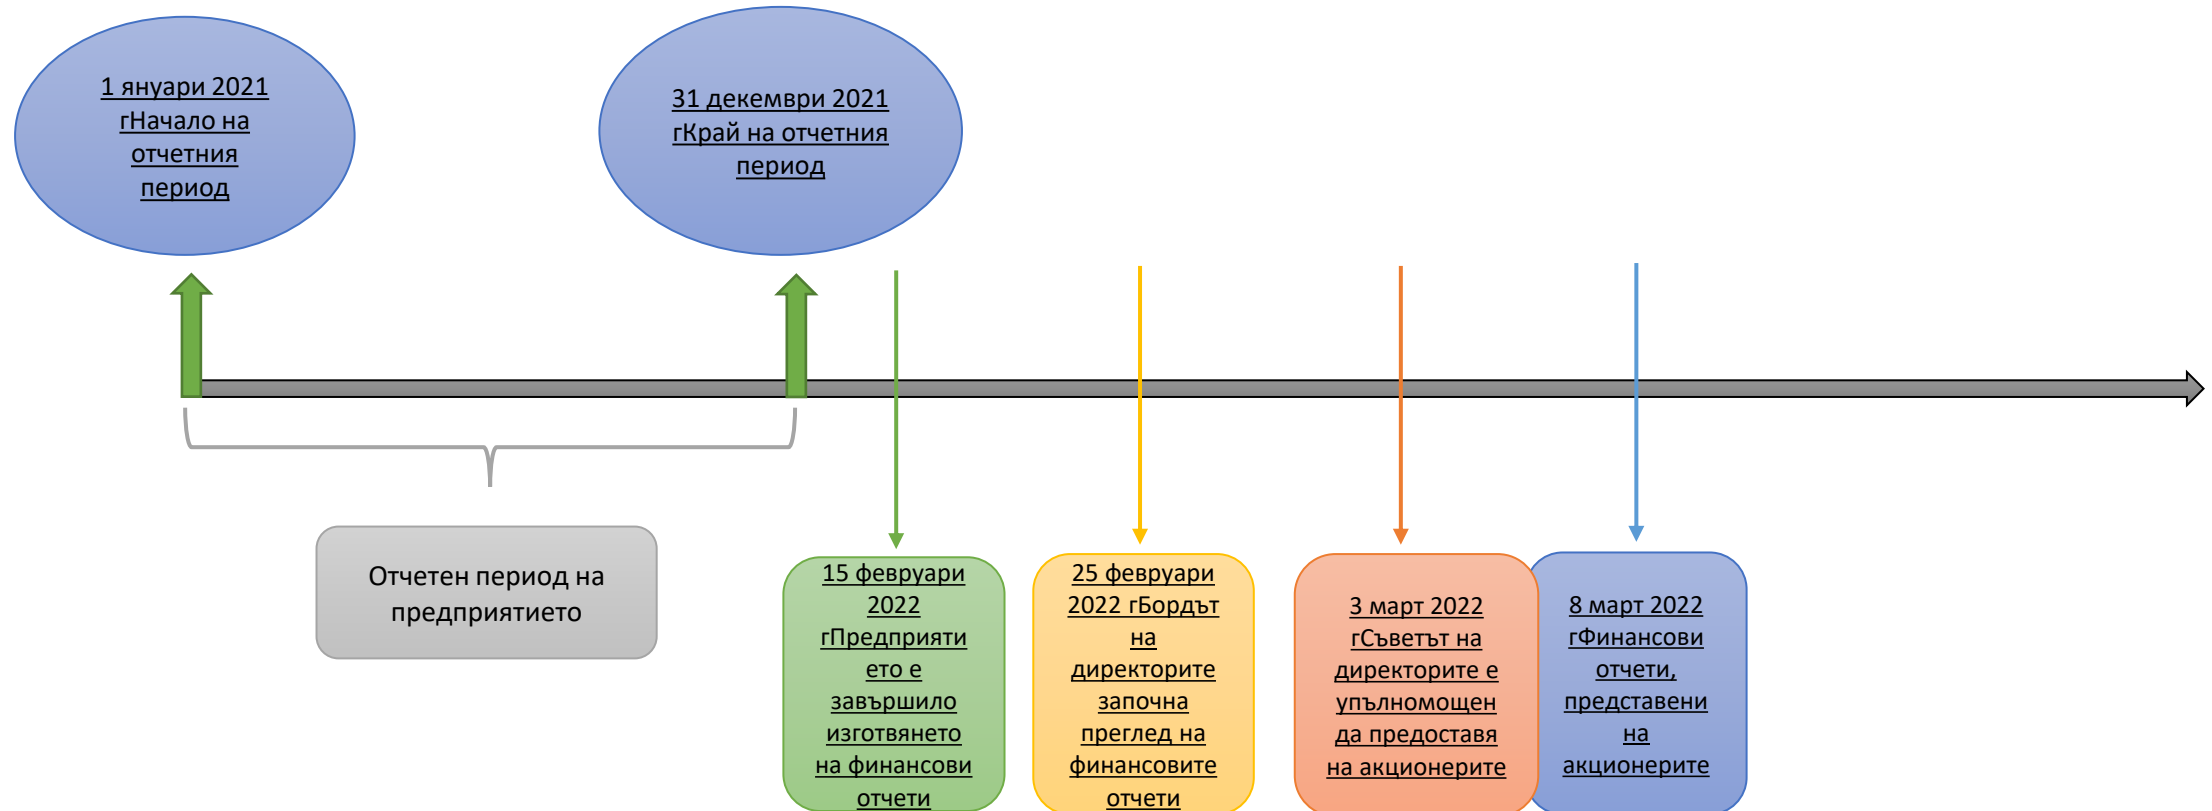 1 януари 2021
гНачало на
отчетния
период
31 декември 2021
гКрай на отчетния
период
Отчетен период на
предприятието
15 февруари
2022
гПредприяти
ето е
завършило
изготвянето
на финансови
отчети
25 февруари
2022 гБордът
на
директорите
започна
преглед на
финансовите
отчети
3 март 2022
гСъветът на
директорите е
упълномощен
да предоставя
на акционерите
8 март 2022
гФинансови
отчети,
представени
на
акционерите